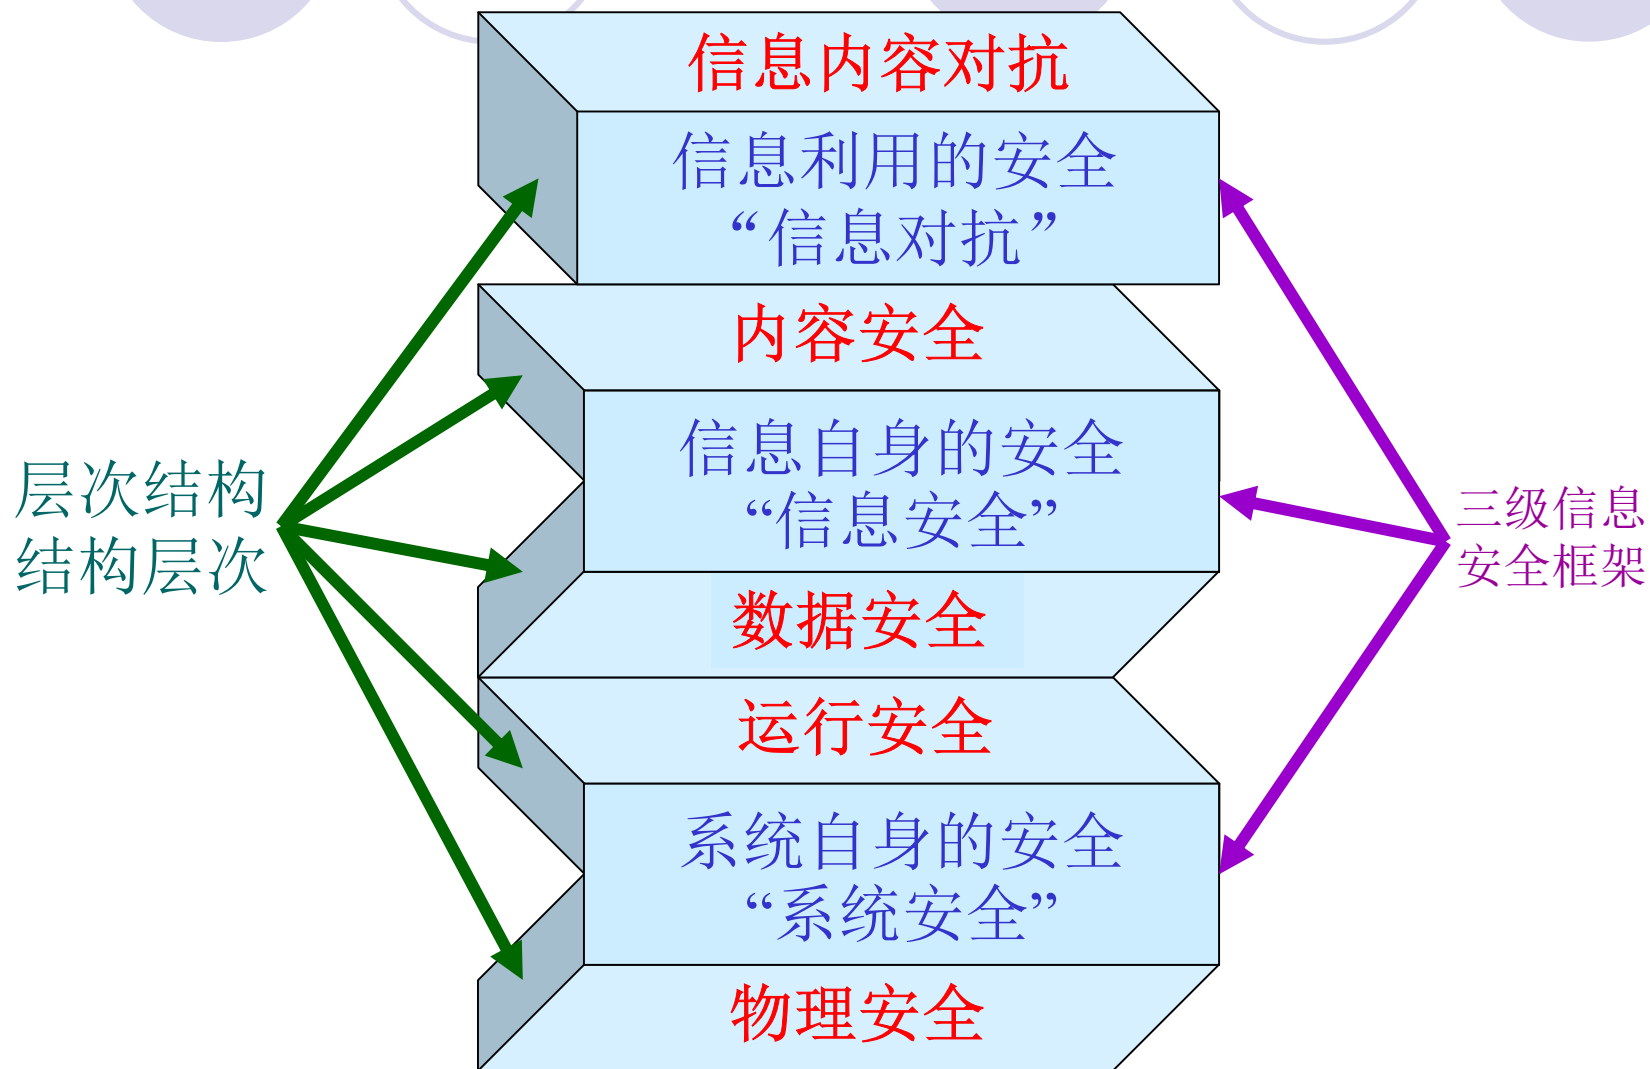 信息内容对抗
信息利用的安全
“信息对抗”
内容安全
信息自身的安全
“信息安全”
数据安全
运行安全
系统自身的安全
“系统安全”
物理安全
层次结构
结构层次
三级信息
安全框架